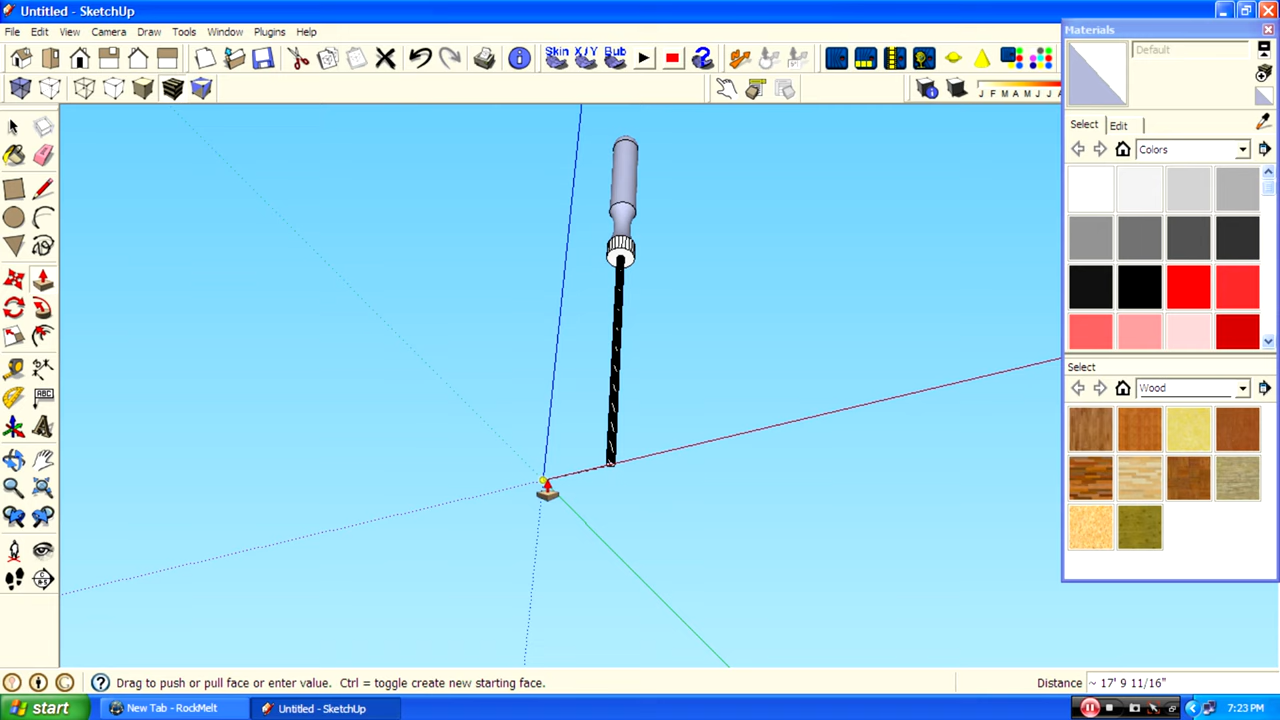 Untitled - SketchUp
File Edit View Camera Draw Tools Window Plugins Help
Materials
Default
Skin X/Y Bub
J F M A M J J A
Select Edit
Colors
Select
Wood
ABC
Drag to push or pull face or enter value. Ctrl = toggle create new starting face.
Distance ~ 17' 9 11/16"
start New Tab - RockMelt Untitled - SketchUp 7:23 PM